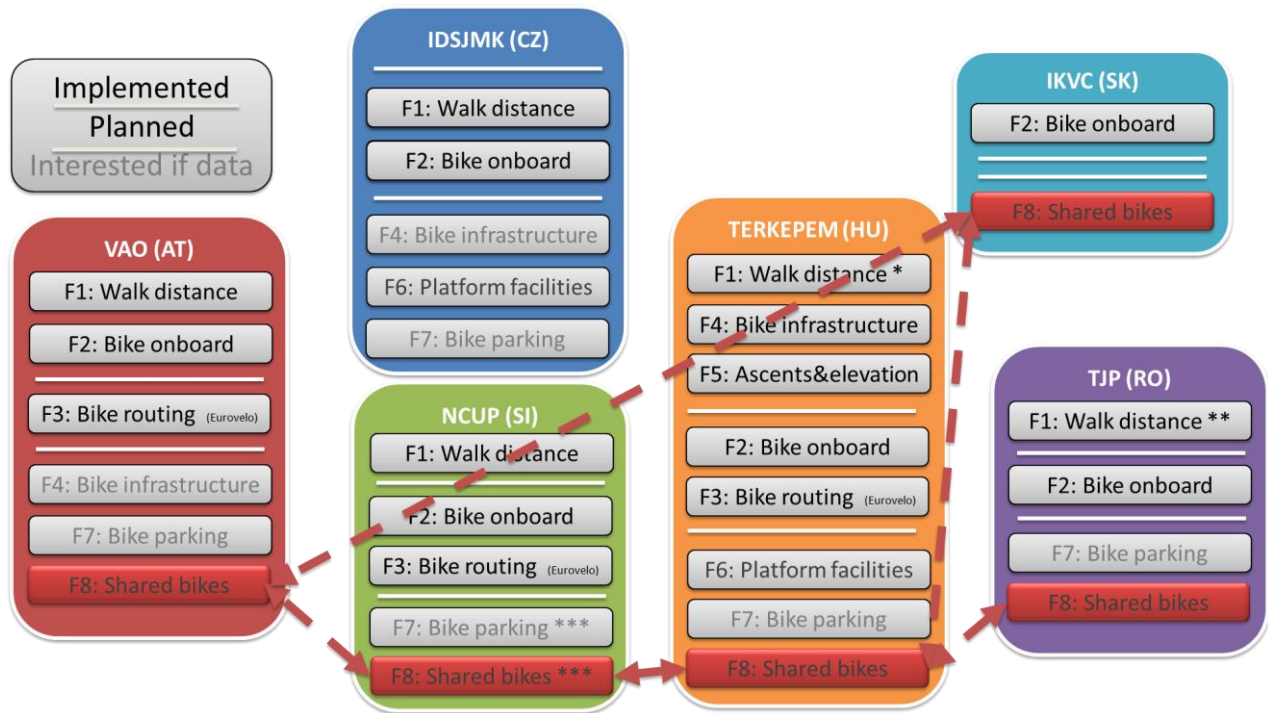 Implemented
Planned
Interested if data
VAO (AT)
F1: Walk distance
F2: Bike onboard
F3: Bike routing (Eurovelo)
F4: Bike infrastructure
F7: Bike parking
F8: Shared bikes
IDSJMK (CZ)
F1: Walk distance
F2: Bike onboard
F4: Bike infrastructure
F6: Platform facilities
F7: Bike parking
NCUP (SI)
F1: Walk distance
F2: Bike onboard
F3: Bike routing (Eurovelo)
F7: Bike parking ***
F8: Shared bikes ***
TERKEPEM (HU)
F1: Walk distance *
F4: Bike infrastructure
F5: Ascents&elevation
F2: Bike onboard
F3: Bike routing (Eurovelo)
F6: Platform facilities
F7: Bike parking
F8: Shared bikes
IKVC (SK)
F2: Bike onboard
F8: Shared bikes
TJP (RO)
F1: Walk distance **
F2: Bike onboard
F7: Bike parking
F8: Shared bikes